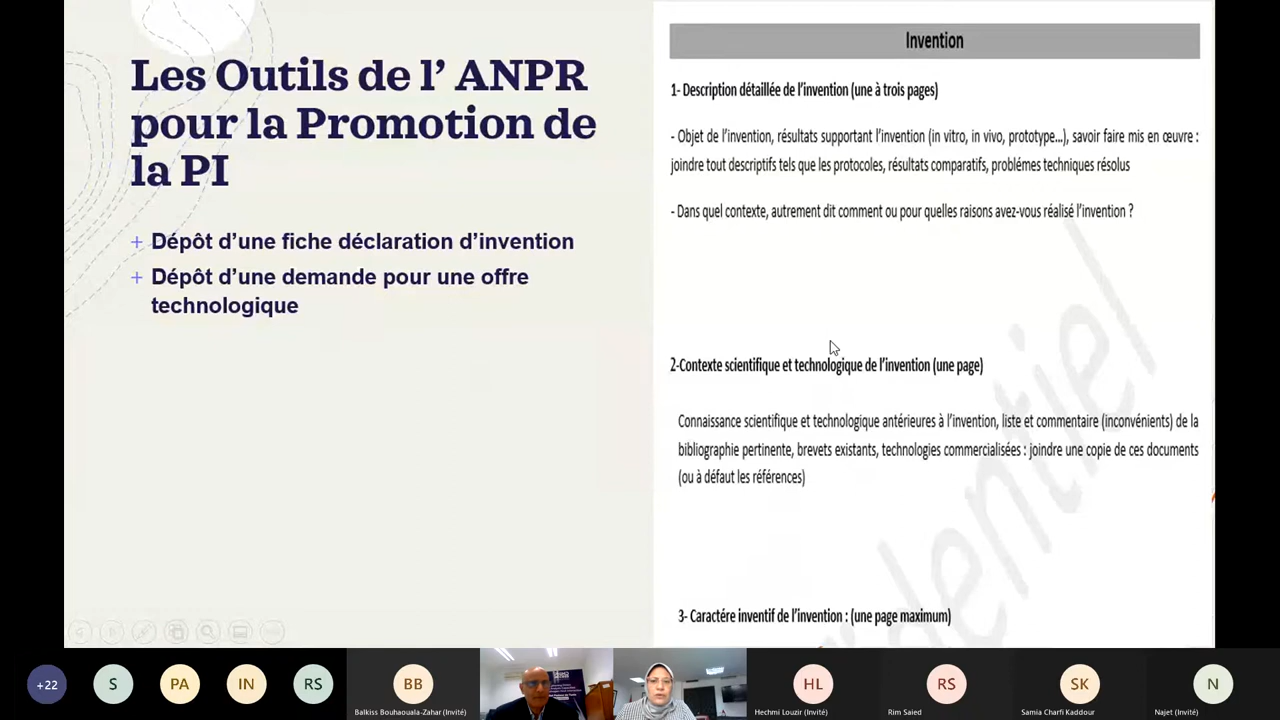 Les Outils de l’ ANPR
pour la Promotion de
la PI
+ Dépôt d’une fiche déclaration d’invention
+ Dépôt d’une demande pour une offre
technologique
Invention
1- Description détaillée de l’invention (une à trois pages)
- Objet de l’invention, résultats supportant l’invention (in vitro, in vivo, prototype...), savoir faire mis en œuvre :
joindre tout descriptifs tels que les protocoles, résultats comparatifs, problémes techniques résolus
- Dans quel contexte, autrement dit comment ou pour quelles raisons avez-vous réalisé l’invention ?
2-Contexte scientifique et technologique de l’invention (une page)
Connaissance scientifique et technologique antérieures à l’invention, liste et commentaire (inconvénients) de la
bibliographie pertinente, brevets existants, technologies commercialisées : joindre une copie de ces documents
(ou à défaut les références)
3- Caractére inventif de l’invention : (une page maximum)
dentiel
+22
S
PA
IN
RS
BB
HL
RS
SK
N
Balkiss Bouhaouala-Zahar (Invité)
Hechmi Louzir (Invité)
Rim Saied
Samia Charfi Kaddour
Najet (Invité)